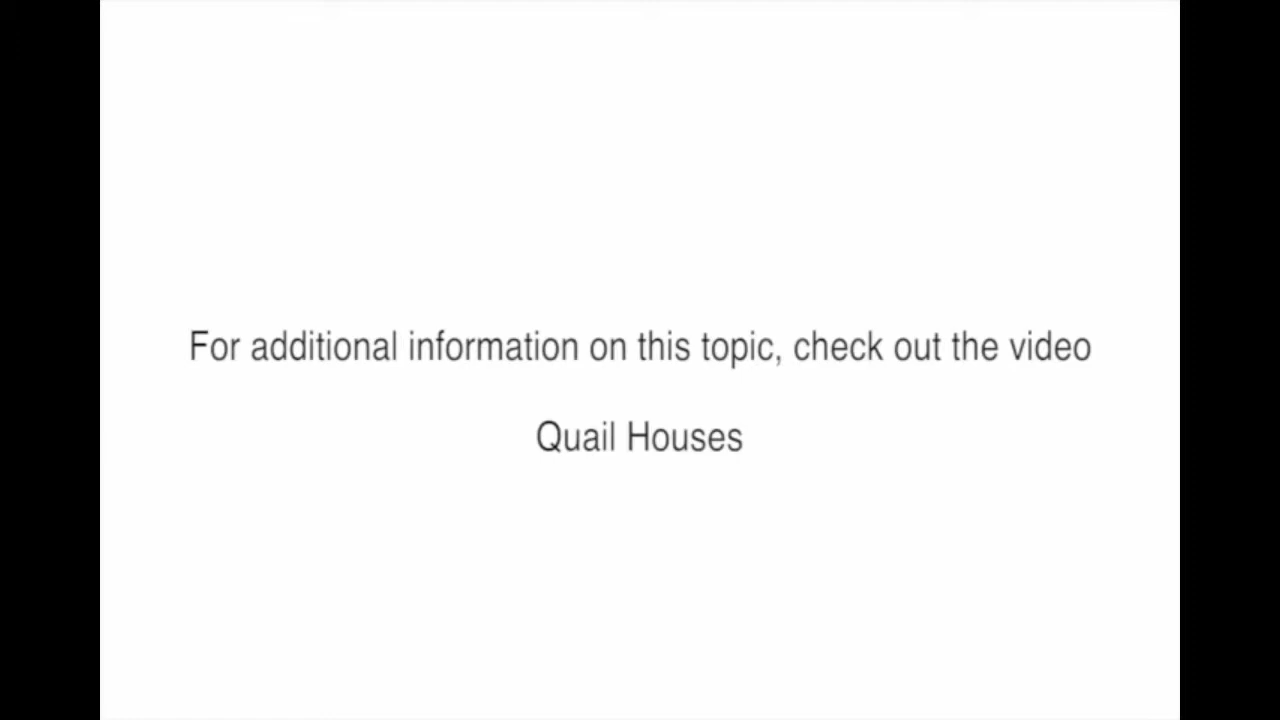 For additional information on this topic, check out the video
Quail Houses